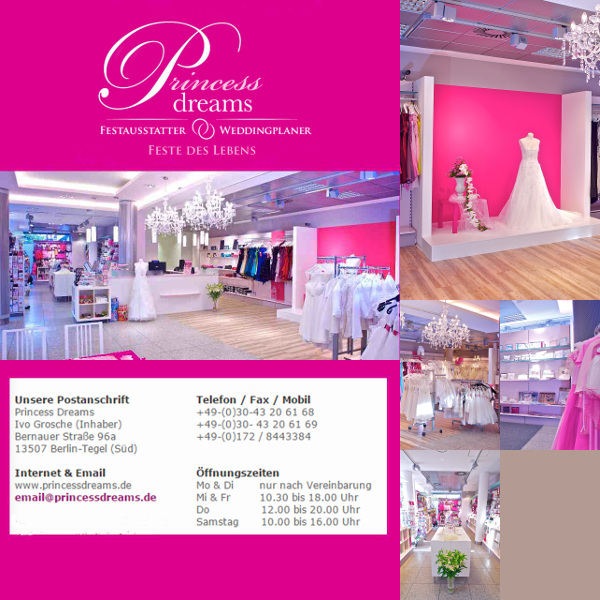 Princess
dreams
Festausstatter Weddingplaner
Feste des Lebens
Unsere Postanschrift
Princess Dreams
Ivo Grosche (Inhaber)
Bernauer Straße 96a
13507 Berlin-Tegel (Süd)
Telefon / Fax / Mobil
+49-(0)30-43 20 61 68
+49-(0)30- 43 20 61 69
+49-(0)172 / 8443384
Internet & Email
www.princessdreams.de
email@princessdreams.de
Öffnungszeiten
Mo & Di nur nach Vereinbarung
Mi & Fr 10.30 bis 18.00 Uhr
Do 12.00 bis 20.00 Uhr
Samstag 10.00 bis 16.00 Uhr